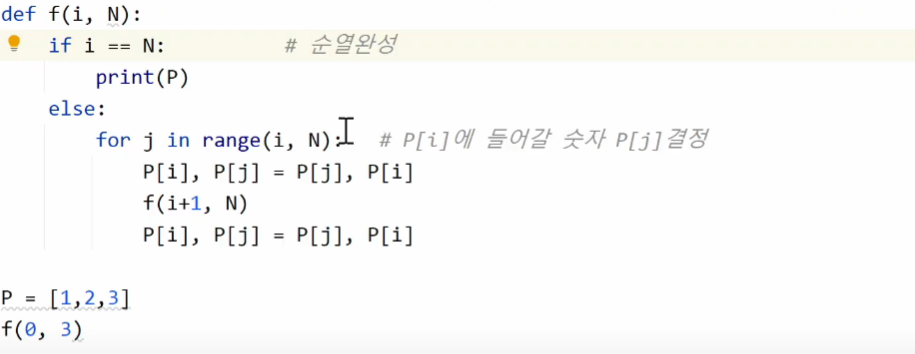 def f(i, N):
    if i == N:          # 순열완성
        print(P)
    else:
        for j in range(i, N):   # P[i]에 들어갈 숫자 P[j]결정
            P[i], P[j] = P[j], P[i]
            f(i+1, N)
            P[i], P[j] = P[j], P[i]
P = [1,2,3]
f(0, 3)